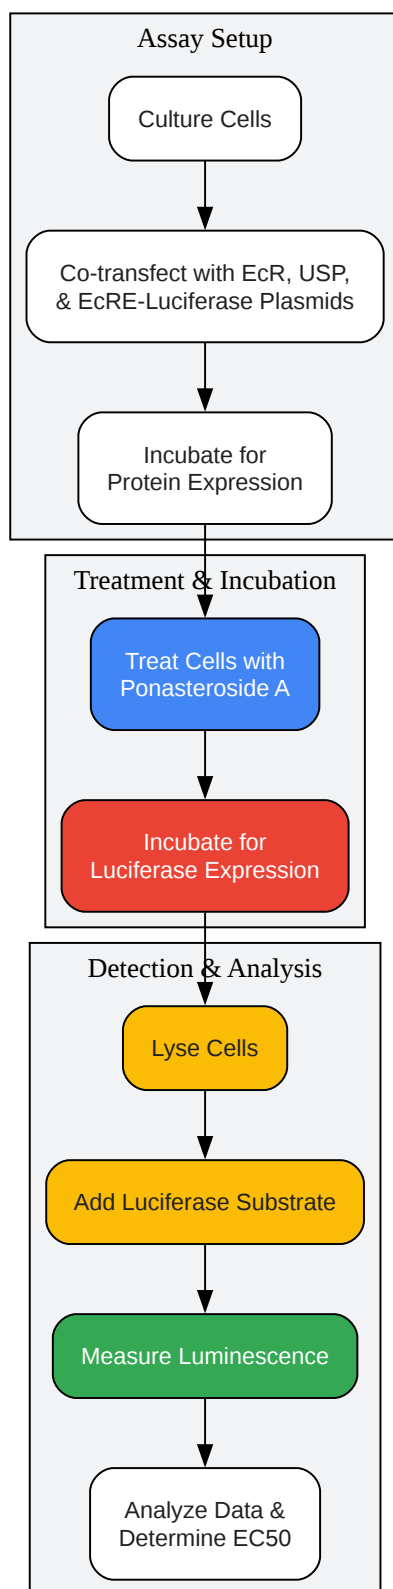 Assay Setup
Culture Cells
Co-transfect with EcR, USP,
& EcRE-Luciferase Plasmids
Incubate for
Protein Expression
Treatment & Incubation
Treat Cells with
Ponasteroside A
Incubate for
Luciferase Expression
Detection & Analysis
Lyse Cells
Add Luciferase Substrate
Measure Luminescence
Analyze Data &
Determine EC50